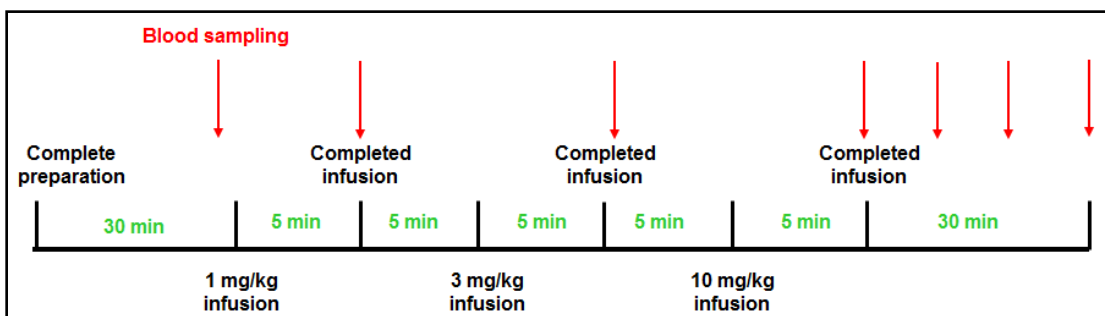 Blood sampling
Complete
preparation
Completed
infusion
Completed
infusion
Completed
infusion
30 min
5 min
5 min
5 min
5 min
5 min
30 min
1 mg/kg
infusion
3 mg/kg
infusion
10 mg/kg
infusion